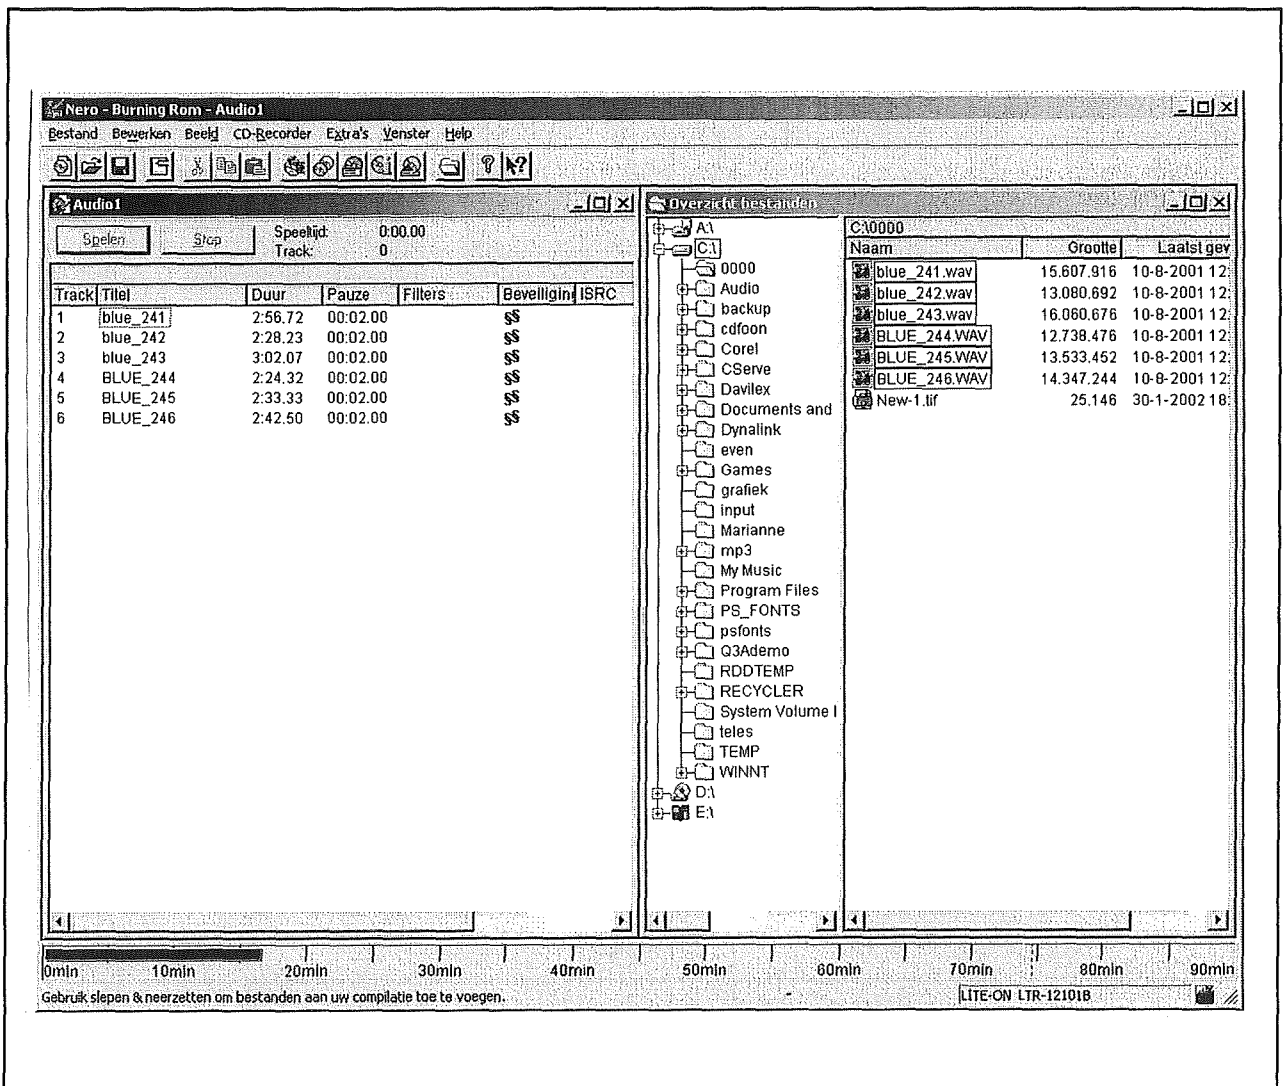 Nero - Burning Rom - Audio1
Bestand Bewerken Beeld CD-Recorder Extra's Venster Help
Audio1
Spelen Stop Speeltijd: 0:00.00
Track: 0
Track Titel Duur Pauze Filters Beveiliging ISRC
1 blue_241 2:56.72 00:02.00 §§
2 blue_242 2:28.23 00:02.00 §§
3 blue_243 3:02.07 00:02.00 §§
4 BLUE_244 2:24.32 00:02.00 §§
5 BLUE_245 2:33.33 00:02.00 §§
6 BLUE_246 2:42.50 00:02.00 §§
Overzicht bestanden
A:\
C:\
0000
Audio
backup
cdfoon
Corel
CServe
Davilex
Documents and
Dynalink
even
Games
grafiek
input
Marianne
mp3
My Music
Program Files
PS_FONTS
psfonts
Q3Ademo
RDDTEMP
RECYCLER
System Volume I
teles
TEMP
WINNT
D:\
E:\
C:\0000
Naam Grootte Laatst gev
blue_241.wav 15.607.916 10-8-2001 12:
blue_242.wav 13.080.692 10-8-2001 12:
blue_243.wav 16.060.676 10-8-2001 12:
BLUE_244.WAV 12.738.476 10-8-2001 12:
BLUE_245.WAV 13.533.452 10-8-2001 12:
BLUE_246.WAV 14.347.244 10-8-2001 12:
New-1.tif 25.146 30-1-2002 18:
0min 10min 20min 30min 40min 50min 60min 70min 80min 90min
Gebruik slepen & neerzetten om bestanden aan uw compilatie toe te voegen.
LITE-ON LTR-12101B